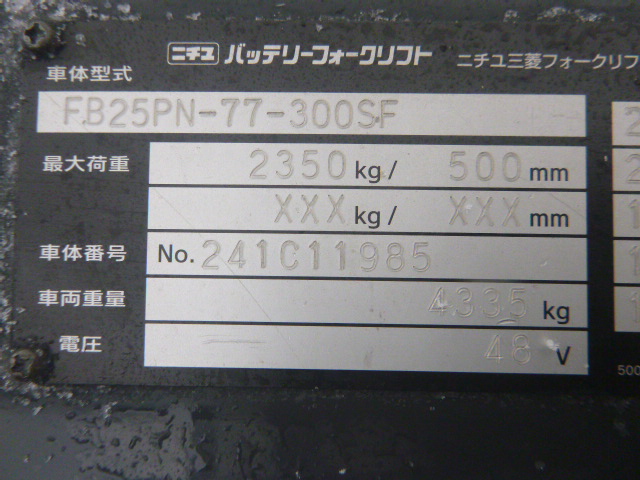 ニチユ バッテリーフォークリフト ニチユ三菱フォークリフ
車体型式
FB25PN-77-300SF
最大荷重 2350 kg/ 500 mm
XXX kg/ XXX mm
車体番号 No. 241C11985
車両重量 4335 kg
電圧 48 V
500